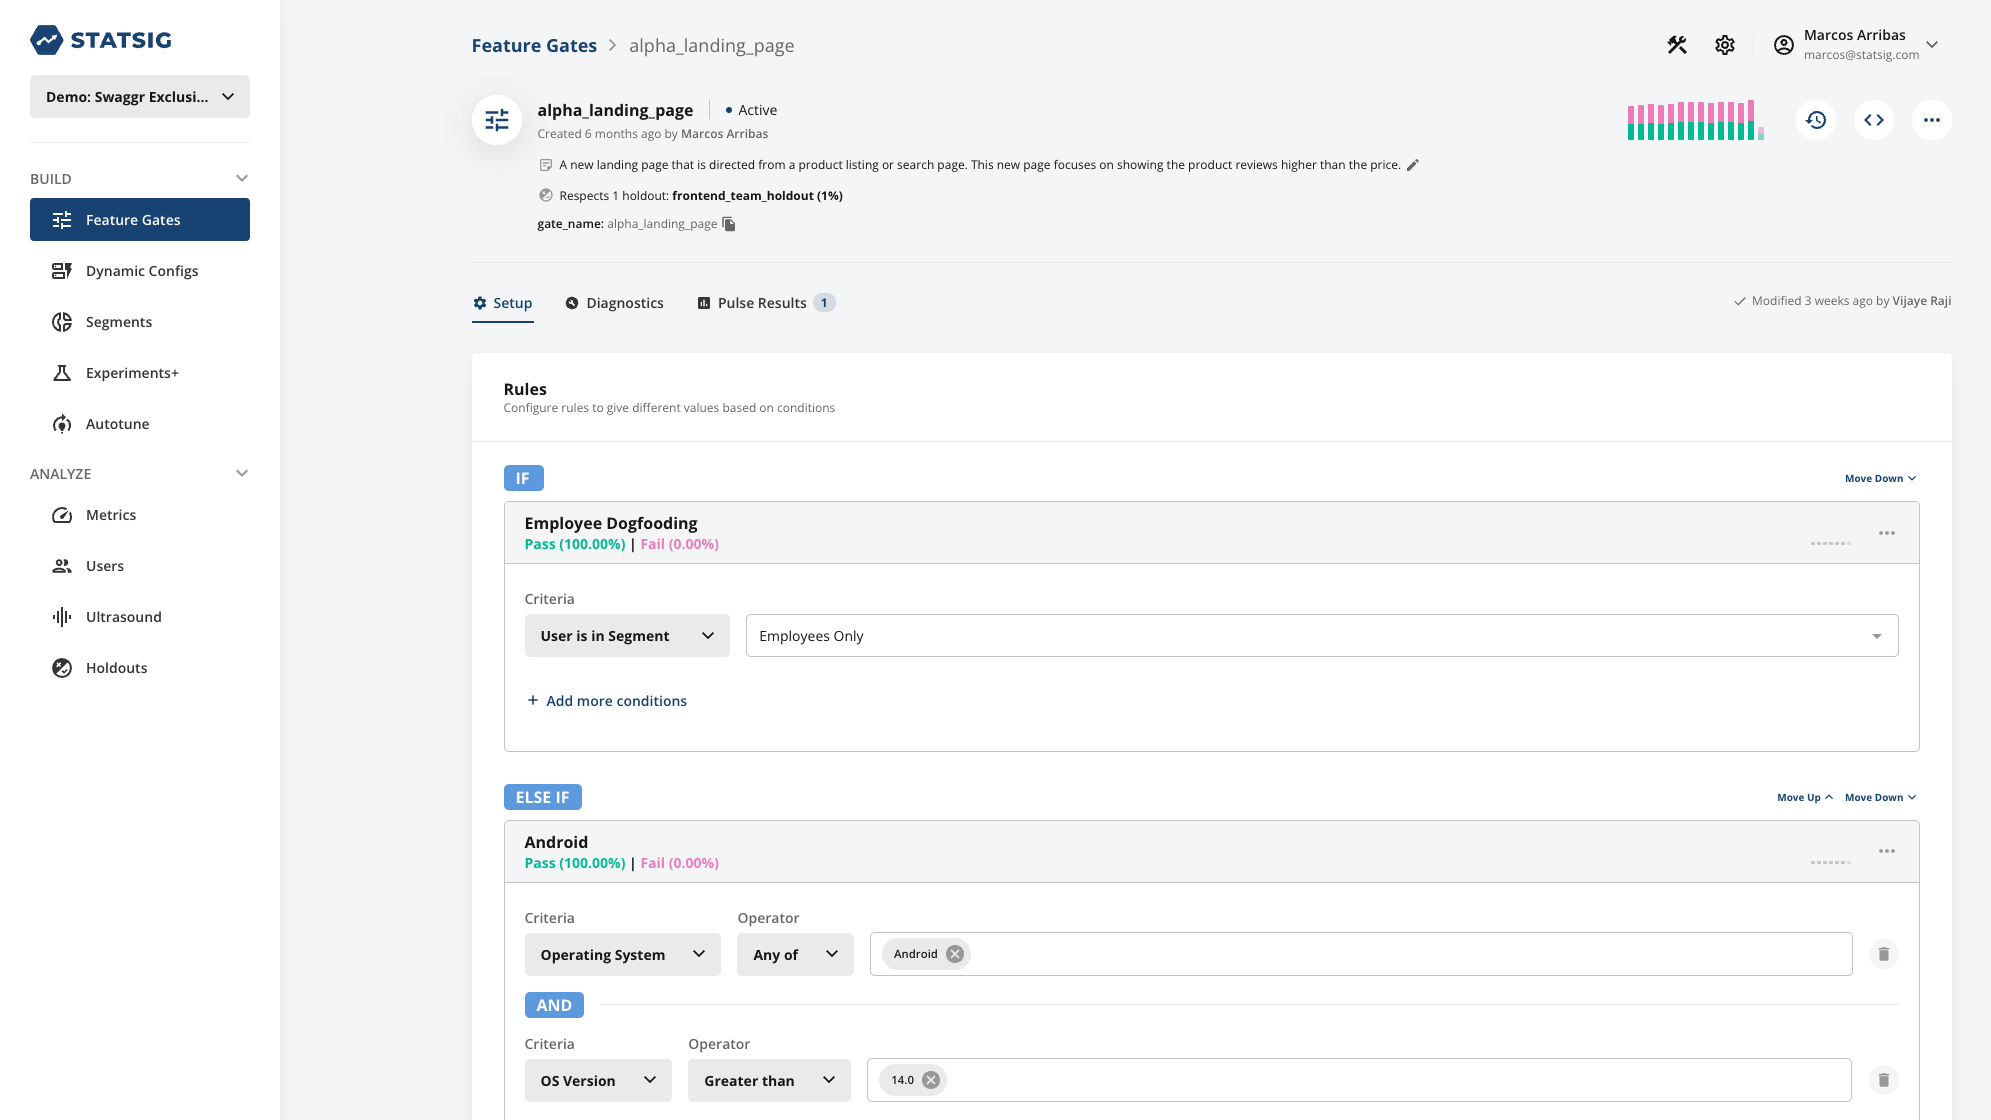 STATSIG
Demo: Swaggr Exclusi...
BUILD
Feature Gates
Dynamic Configs
Segments
Experiments+
Autotune
ANALYZE
Metrics
Users
Ultrasound
Holdouts
Feature Gates > alpha_landing_page
Marcos Arribas
marcos@statsig.com
alpha_landing_page
Active
Created 6 months ago by Marcos Arribas
A new landing page that is directed from a product listing or search page. This new page focuses on showing the product reviews higher than the price.
Respects 1 holdout: frontend_team_holdout (1%)
gate_name: alpha_landing_page
Setup
Diagnostics
Pulse Results 1
Modified 3 weeks ago by Vijaye Raji
Rules
Configure rules to give different values based on conditions
IF
Move Down
Employee Dogfooding
Pass (100.00%) | Fail (0.00%)
Criteria
User is in Segment
Employees Only
+ Add more conditions
ELSE IF
Move Up
Move Down
Android
Pass (100.00%) | Fail (0.00%)
Criteria
Operator
Operating System
Any of
Android
AND
Criteria
Operator
OS Version
Greater than
14.0